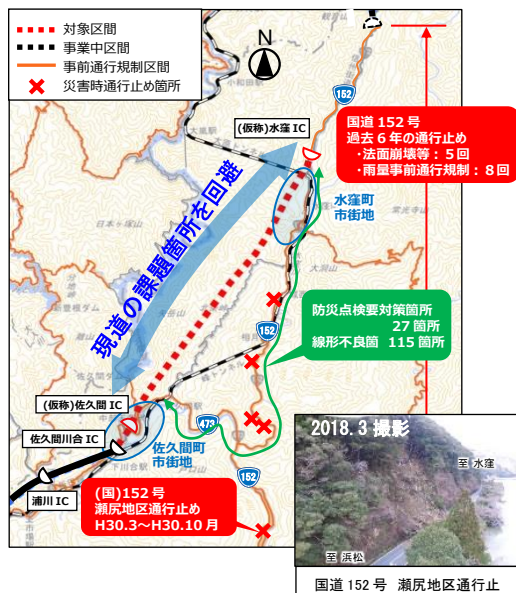 対象区間
事業中区間
事前通行規制区間
災害時通行止め箇所
N
152
(仮称)水窪 IC
国道 152 号
過去6年の通行止め
・法面崩壊等：5回
・雨量事前通行規制：8回
水窪町
市街地
現道の課題箇所を回避
防災点検要対策箇所
27 箇所
線形不良箇 115 箇所
152
(仮称)佐久間 IC
佐久間川合 IC
473
佐久間町
市街地
下川合駅
浦川 IC
152
(国)152号
瀬尻地区通行止め
H30.3～H30.10 月
2018.3 撮影
至 水窪
至 浜松
国道 152 号 瀬尻地区通行止